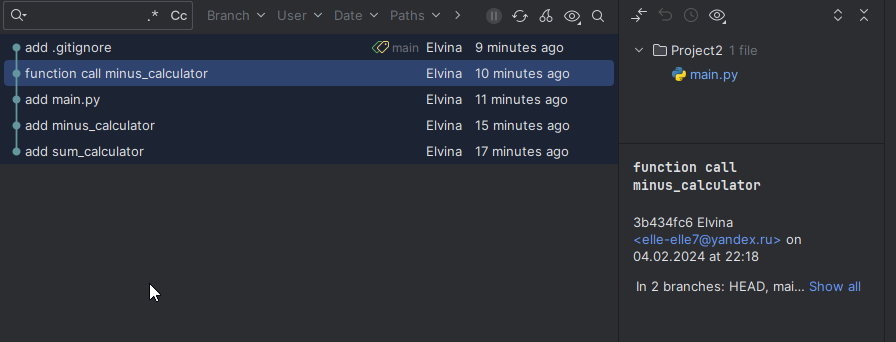 .* Cc Branch User Date Paths
add .gitignore main Elvina 9 minutes ago
function call minus_calculator Elvina 10 minutes ago
add main.py Elvina 11 minutes ago
add minus_calculator Elvina 15 minutes ago
add sum_calculator Elvina 17 minutes ago
Project2 1 file
main.py
function call
minus_calculator
3b434fc6 Elvina
<elle-elle7@yandex.ru> on
04.02.2024 at 22:18
In 2 branches: HEAD, mai... Show all